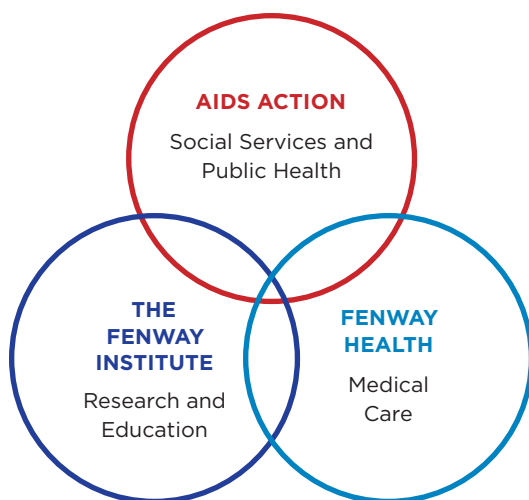 AIDS ACTION
Social Services and
Public Health
THE
FENWAY
INSTITUTE
Research and
Education
FENWAY
HEALTH
Medical
Care